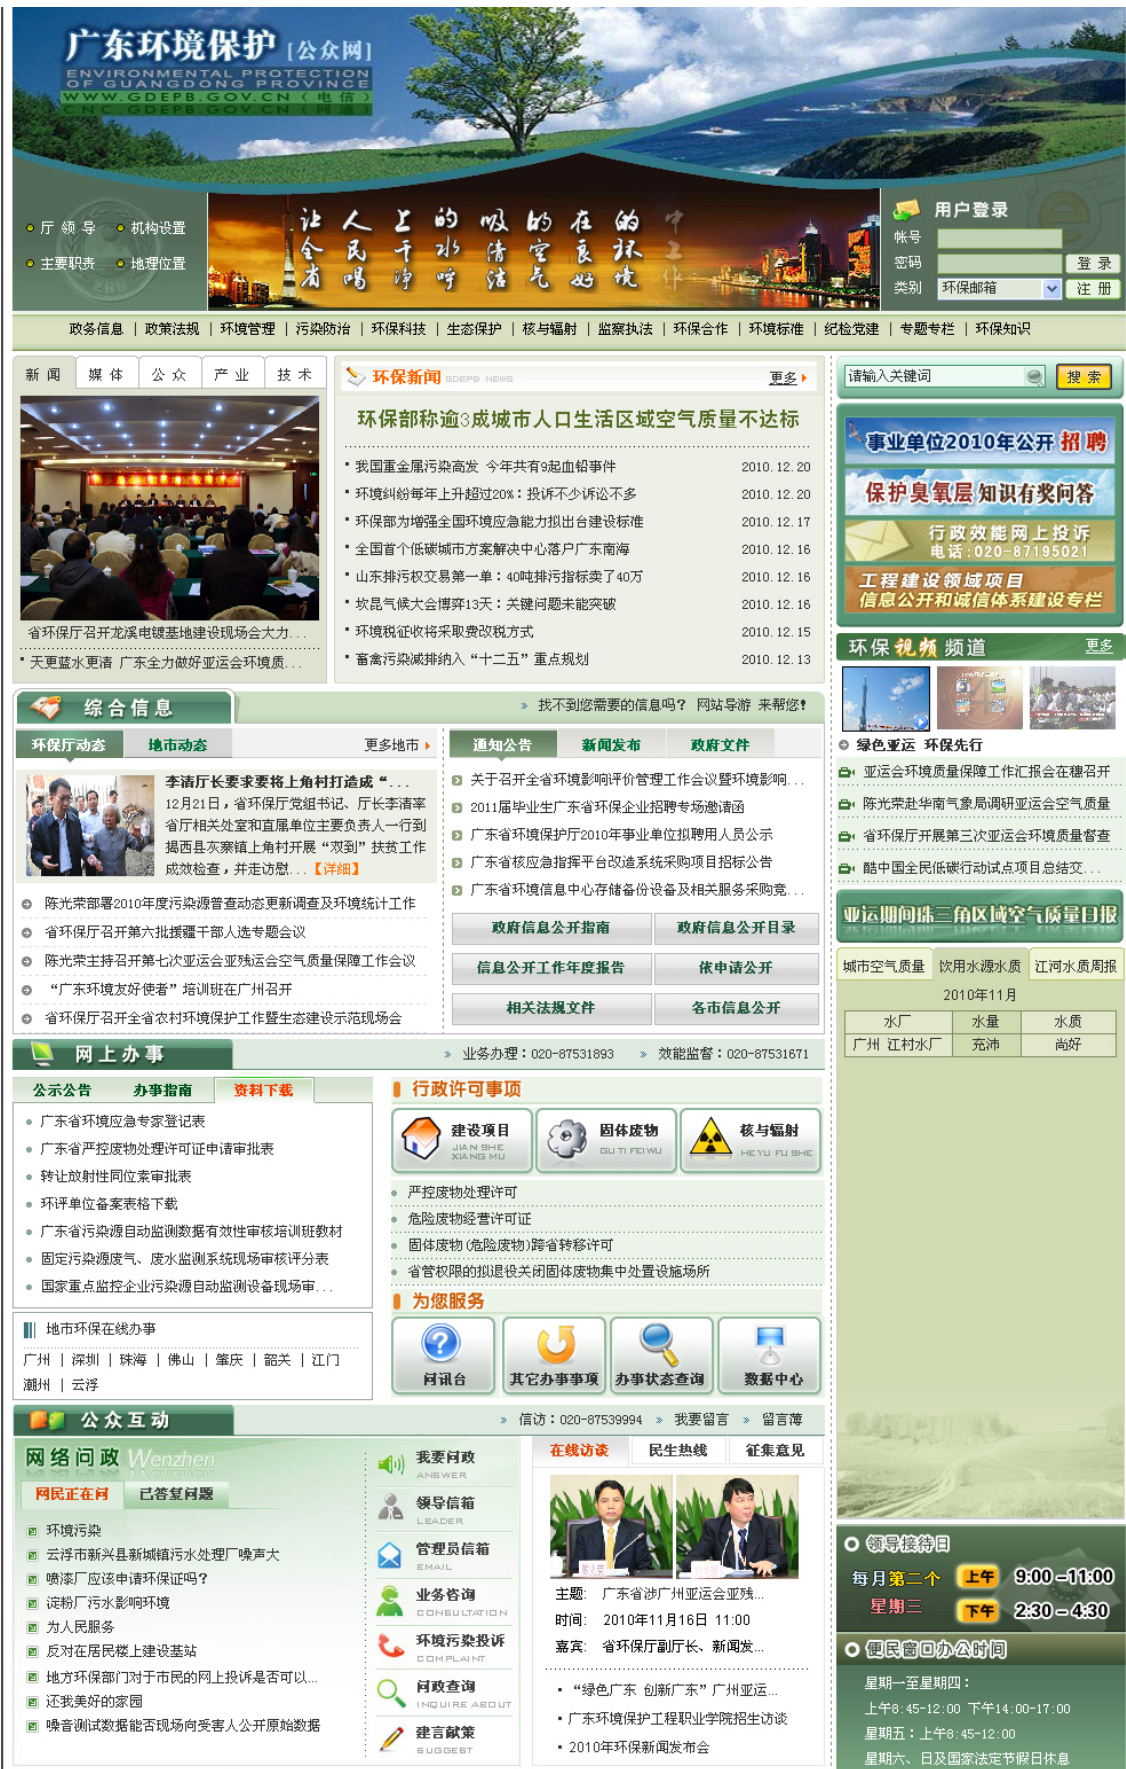 广东环境保护 [公众网]
ENVIRONMENTAL PROTECTION
OF GUANGDONG PROVINCE
WWW.GDEPB.GOV.CN (电信)
CNC.GDEPB.GOV.CN (网通)
厅领导 机构设置
主要职责 地理位置
让全省人民喝上干净的水 呼吸清洁的空气 在良好的环境中工作
用户登录
帐号
密码 登 录
类别 环保邮箱 注 册
政务信息 | 政策法规 | 环境管理 | 污染防治 | 环保科技 | 生态保护 | 核与辐射 | 监察执法 | 环保合作 | 环境标准 | 纪检党建 | 专题专栏 | 环保知识
新 闻 媒 体 公 众 产 业 技 术
省环保厅召开龙溪电镀基地建设现场会大力...
天更蓝水更清 广东全力做好亚运会环境质...
环保新闻 GDEPB NEWS 更多
环保部称逾3成城市人口生活区域空气质量不达标
我国重金属污染高发 今年共有9起血铅事件 2010.12.20
环境纠纷每年上升超过20%：投诉不少诉讼不多 2010.12.20
环保部为增强全国环境应急能力拟出台建设标准 2010.12.17
全国首个低碳城市方案解决中心落户广东南海 2010.12.16
山东排污权交易第一单：40吨排污指标卖了40万 2010.12.16
坎昆气候大会博弈13天：关键问题未能突破 2010.12.16
环境税征收将采取费改税方式 2010.12.15
畜禽污染减排纳入“十二五”重点规划 2010.12.13
请输入关键词 搜 索
事业单位2010年公开 招聘
保护臭氧层 知识有奖问答
行政效能网上投诉
电话:020-87195021
工程建设领域项目
信息公开和诚信体系建设专栏
环保 视频 频道 更多
绿色亚运 环保先行
亚运会环境质量保障工作汇报会在穗召开
陈光荣赴华南气象局调研亚运会空气质量
省环保厅开展第三次亚运会环境质量督查
酷中国全民低碳行动试点项目总结交...
亚运期间珠三角区域空气质量日报
城市空气质量 饮用水源水质 江河水质周报
2010年11月
水厂 水量 水质
广州 江村水厂 充沛 尚好
综合信息 » 找不到您需要的信息吗? 网站导游 来帮您!
环保厅动态 地市动态 更多地市
李清厅长要求要将上角村打造成“...
12月21日，省环保厅党组书记、厅长李清率
省厅相关处室和直属单位主要负责人一行到
揭西县灰寨镇上角村开展“双到”扶贫工作
成效检查，并走访慰...【详细】
陈光荣部署2010年度污染源普查动态更新调查及环境统计工作
省环保厅召开第六批援疆干部人选专题会议
陈光荣主持召开第七次亚运会亚残运会空气质量保障工作会议
“广东环境友好使者”培训班在广州召开
省环保厅召开全省农村环境保护工作暨生态建设示范现场会
通知公告 新闻发布 政府文件
关于召开全省环境影响评价管理工作会议暨环境影响...
2011届毕业生广东省环保企业招聘专场邀请函
广东省环境保护厅2010年事业单位拟聘用人员公示
广东省核应急指挥平台改造系统采购项目招标公告
广东省环境信息中心存储备份设备及相关服务采购竞...
政府信息公开指南 政府信息公开目录
信息公开工作年度报告 依申请公开
相关法规文件 各市信息公开
网上办事 » 业务办理：020-87531893 » 效能监督：020-87531671
公示公告 办事指南 资料下载
广东省环境应急专家登记表
广东省严控废物处理许可证申请审批表
转让放射性同位素审批表
环评单位备案表格下载
广东省污染源自动监测数据有效性审核培训班教材
固定污染源废气、废水监测系统现场审核评分表
国家重点监控企业污染源自动监测设备现场审...
地市环保在线办事
广州 | 深圳 | 珠海 | 佛山 | 肇庆 | 韶关 | 江门
潮州 | 云浮
行政许可事项
建设项目 JIAN SHE XIANG MU
固体废物 GU TI FEI WU
核与辐射 HE YU FU SHE
严控废物处理许可
危险废物经营许可证
固体废物(危险废物)跨省转移许可
省管权限的拟退役关闭固体废物集中处置设施场所
为您服务
问讯台 其它办事事项 办事状态查询 数据中心
公众互动 » 信访：020-87539994 » 我要留言 » 留言薄
网络问政 Wenzhen
网民正在问 已答复问题
环境污染
云浮市新兴县新城镇污水处理厂噪声大
喷漆厂应该申请环保证吗?
淀粉厂污水影响环境
为人民服务
反对在居民楼上建设基站
地方环保部门对于市民的网上投诉是否可以...
还我美好的家园
噪音测试数据能否现场向受害人公开原始数据
我要问政
ANSWER
领导信箱
LEADER
管理员信箱
EMAIL
业务咨询
CONSULTATION
环境污染投诉
COMPLAINT
问政查询
INQUIRE ABOUT
建言献策
SUGGEST
在线访谈 民生热线 征集意见
主题: 广东省涉广州亚运会亚残...
时间: 2010年11月16日 11:00
嘉宾: 省环保厅副厅长、新闻发...
“绿色广东 创新广东”广州亚运...
广东环境保护工程职业学院招生访谈
2010年环保新闻发布会
领导接待日
每月第二个 上午 9:00-11:00
星期三 下午 2:30-4:30
便民窗口办公时间
星期一至星期四：
上午8:45-12:00 下午14:00-17:00
星期五：上午8:45-12:00
星期六、日及国家法定节假日休息